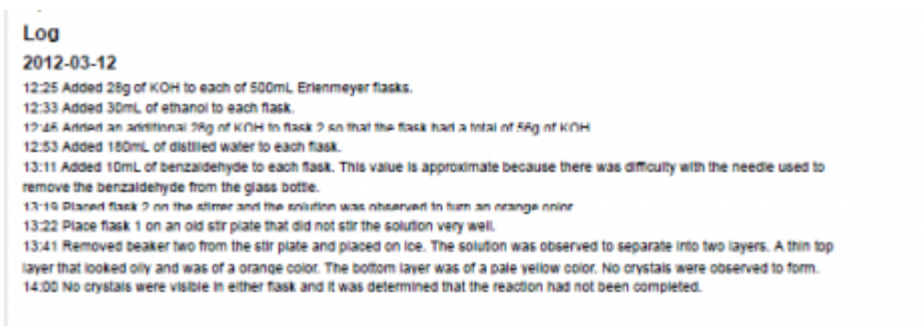 Log
2012-03-12
12:25 Added 28g of KOH to each of 500mL Erlenmeyer flasks.
12:33 Added 30mL of ethanol to each flask.
12:46 Added an additional 28g of KOH to flask 2 so that the flask had a total of 56g of KOH
12:53 Added 180mL of distilled water to each flask.
13:11 Added 10mL of benzaldehyde to each flask. This value is approximate because there was difficulty with the needle used to
remove the benzaldehyde from the glass bottle.
13:19 Placed flask 2 on the stirrer and the solution was observed to turn an orange color
13:22 Place flask 1 on an old stir plate that did not stir the solution very well.
13:41 Removed beaker two from the stir plate and placed on ice. The solution was observed to separate into two layers. A thin top
layer that looked oily and was of a orange color. The bottom layer was of a pale yellow color. No crystals were observed to form.
14:00 No crystals were visible in either flask and it was determined that the reaction had not been completed.